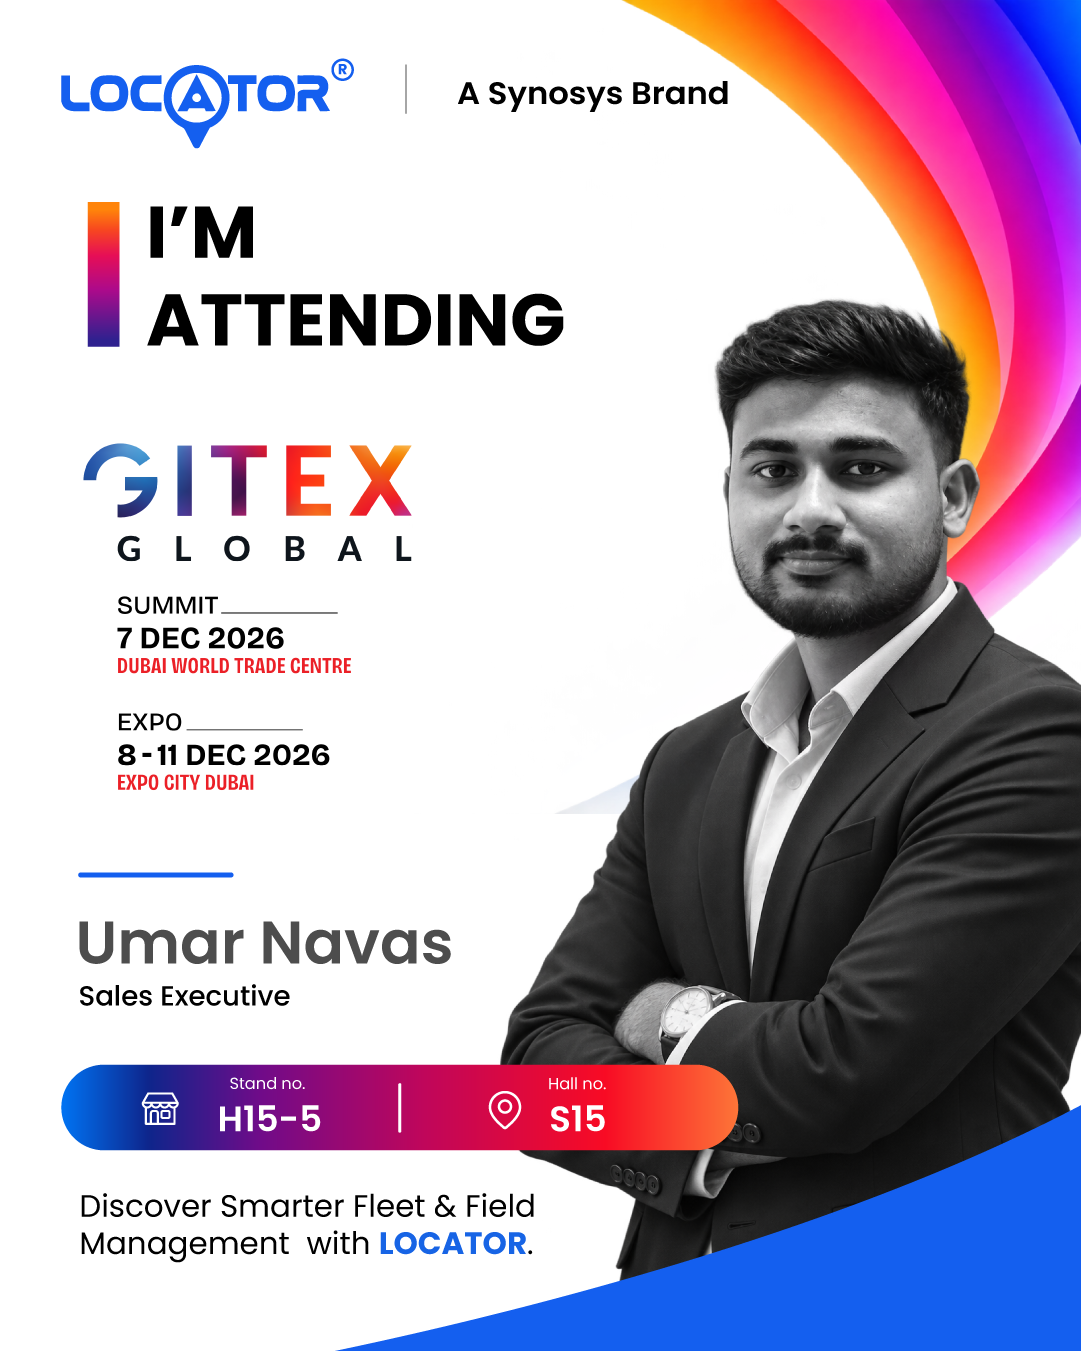 LOCATOR®
A Synosys Brand
I'M
ATTENDING
GITEX
GLOBAL
SUMMIT
7 DEC 2026
DUBAI WORLD TRADE CENTRE
EXPO
8-11 DEC 2026
EXPO CITY DUBAI
Umar Navas
Sales Executive
Stand no.
H15-5
Hall no.
S15
Discover Smarter Fleet & Field
Management with LOCATOR.